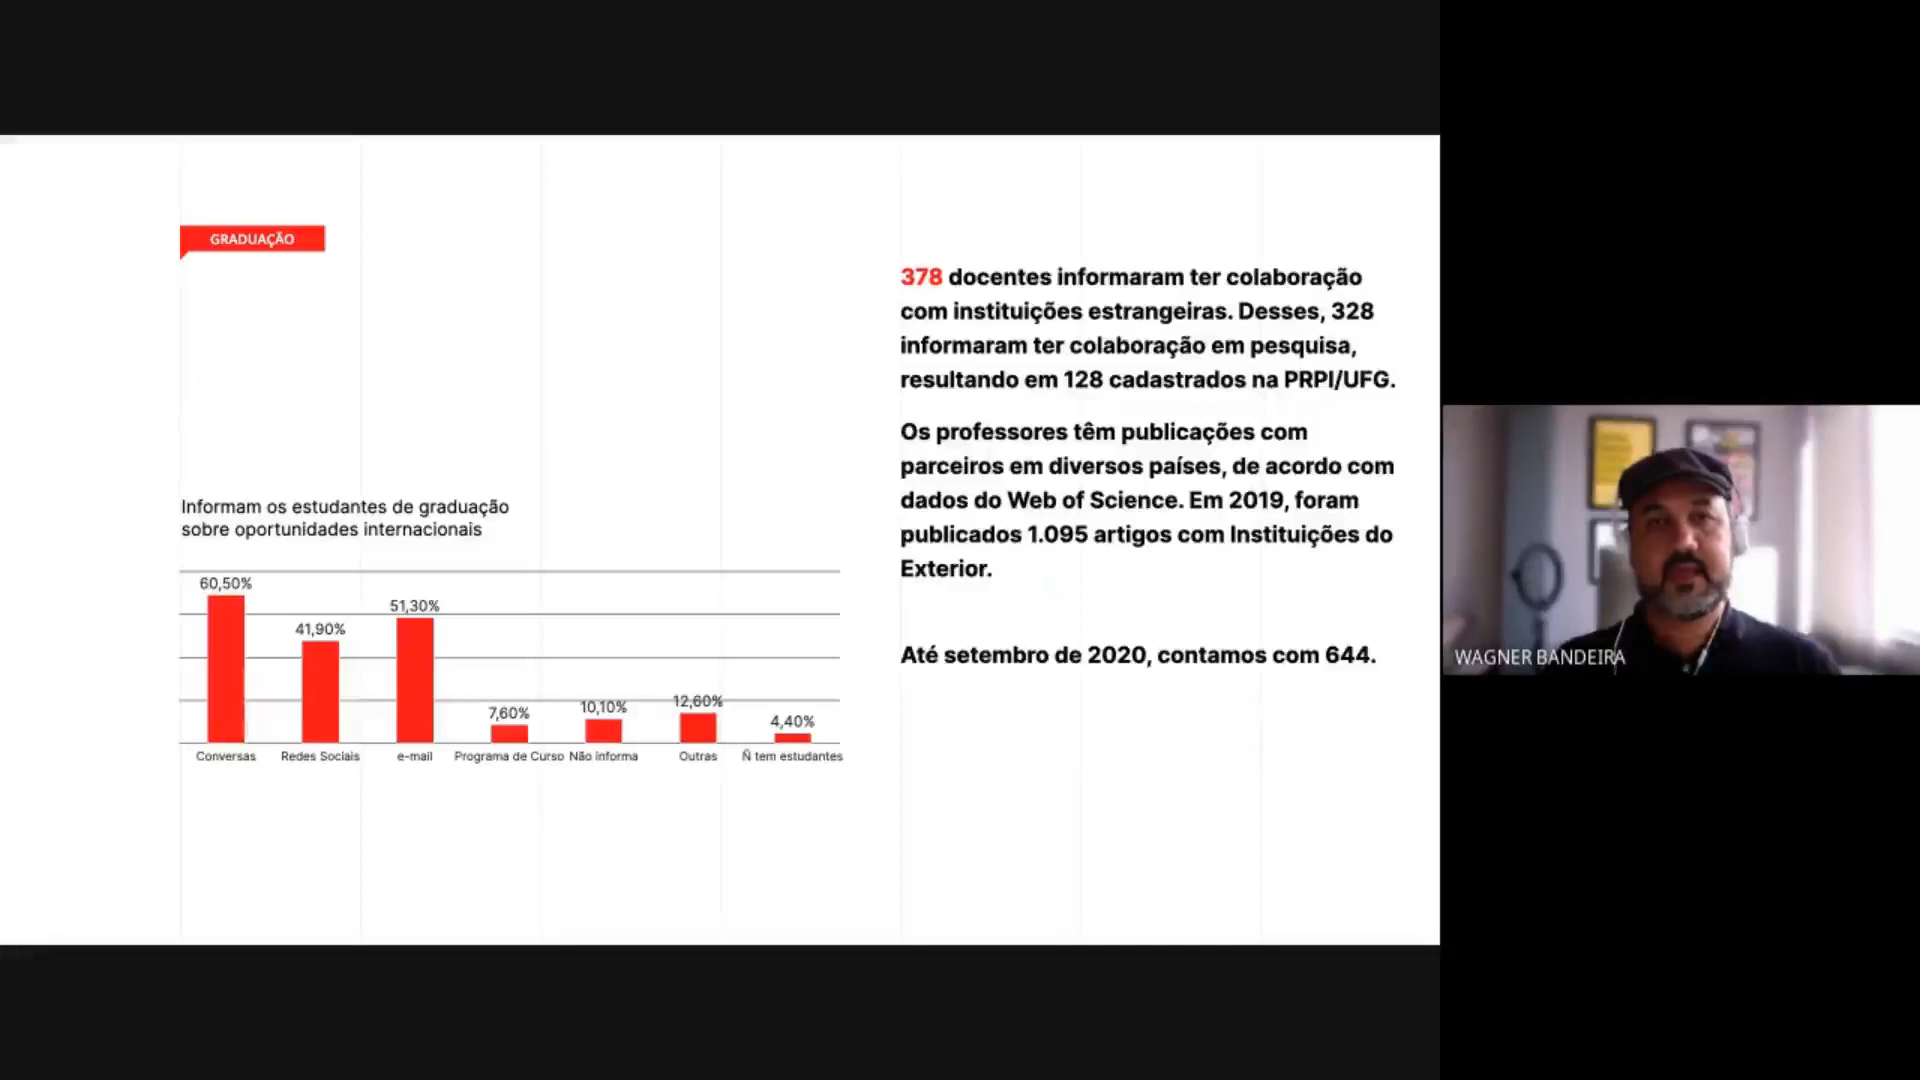 GRADUAÇÃO
378 docentes informaram ter colaboração
com instituições estrangeiras. Desses, 328
informaram ter colaboração em pesquisa,
resultando em 128 cadastrados na PRPI/UFG.
Os professores têm publicações com
parceiros em diversos países, de acordo com
dados do Web of Science. Em 2019, foram
publicados 1.095 artigos com Instituições do
Exterior.
Até setembro de 2020, contamos com 644.
Informam os estudantes de graduação
sobre oportunidades internacionais
60,50%
41,90%
51,30%
7,60%
10,10%
12,60%
4,40%
Conversas
Redes Sociais
e-mail
Programa de Curso
Não informa
Outras
Ñ tem estudantes
WAGNER BANDEIRA